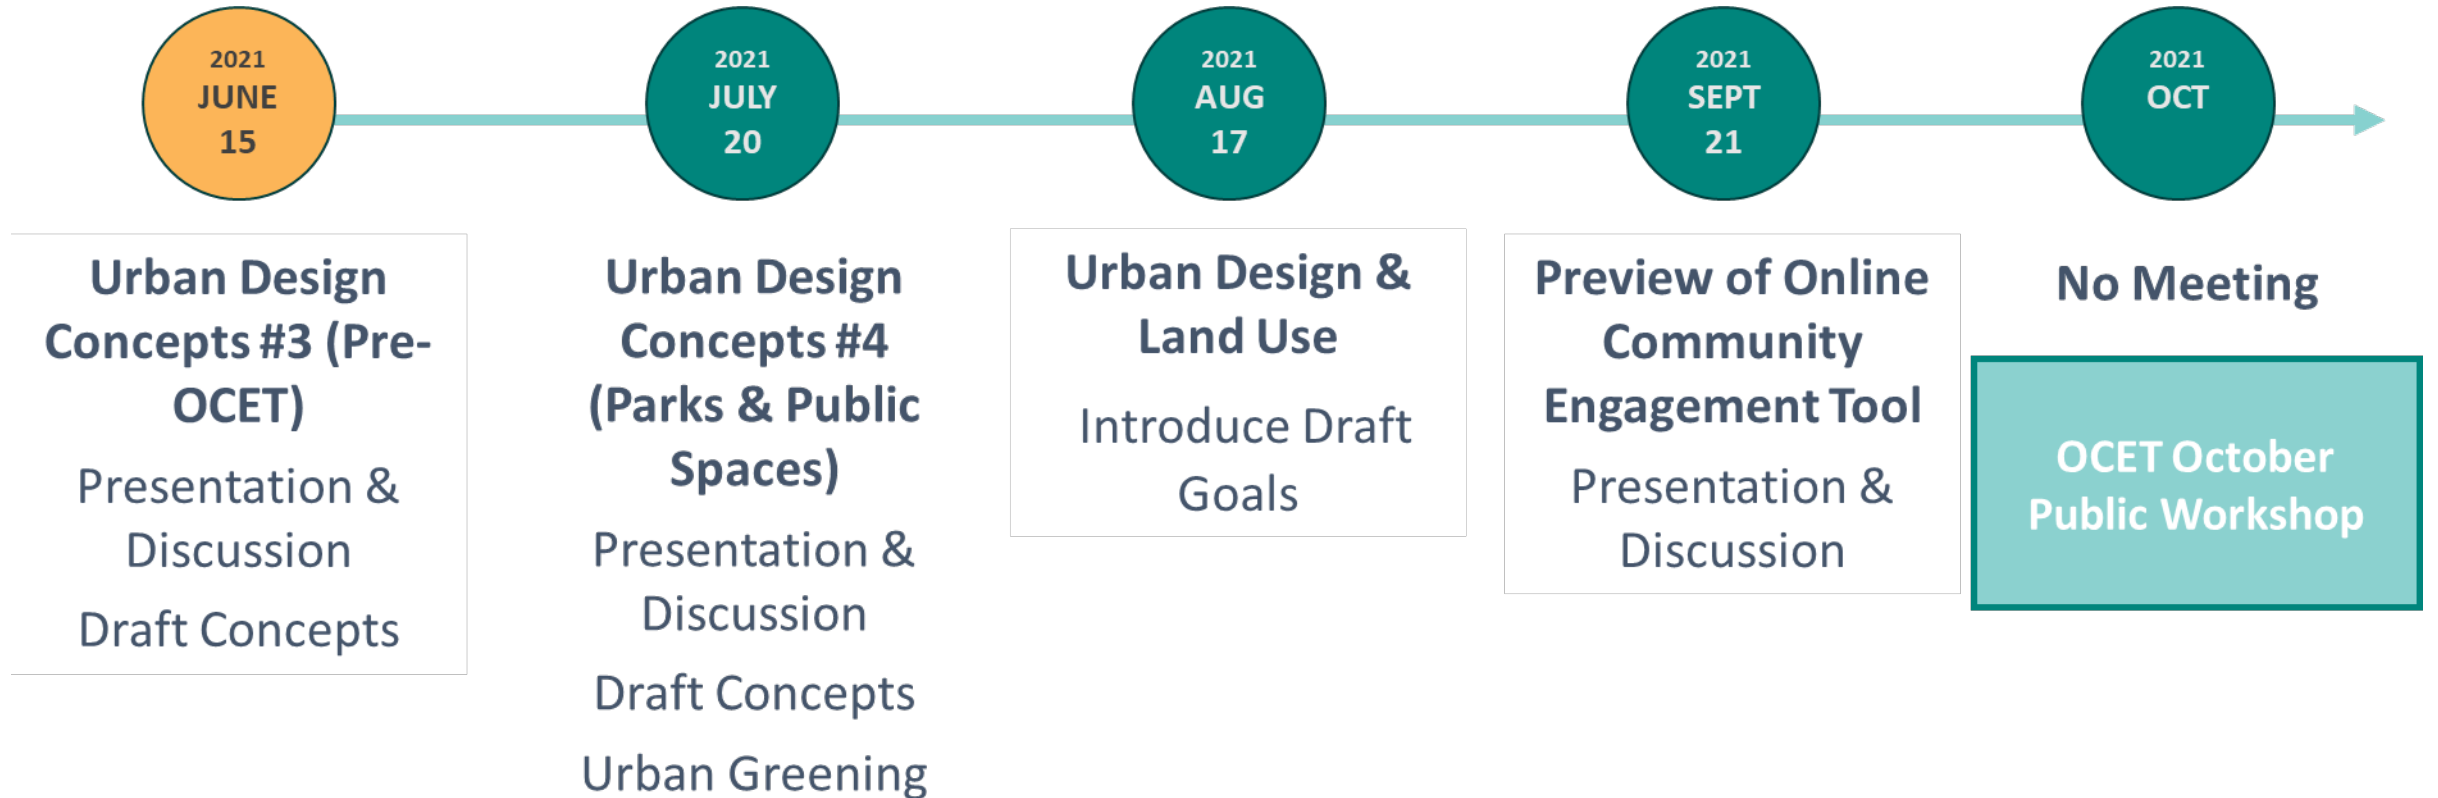 2021
JUNE
15
2021
JULY
20
2021
AUG
17
2021
SEPT
21
2021
OCT
Urban Design
Concepts #3 (Pre-
OCET)
Presentation &
Discussion
Draft Concepts
Urban Design
Concepts #4
(Parks & Public
Spaces)
Presentation &
Discussion
Draft Concepts
Urban Greening
Urban Design &
Land Use
Introduce Draft
Goals
Preview of Online
Community
Engagement Tool
Presentation &
Discussion
No Meeting
OCET October
Public Workshop